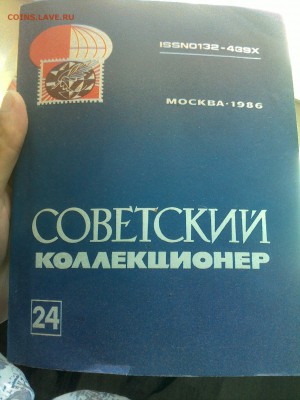 COINS.LAVE.RU
ISSN0132-439X
МОСКВА·1986
СОВЕТСКИЙ
КОЛЛЕКЦИОНЕР
24